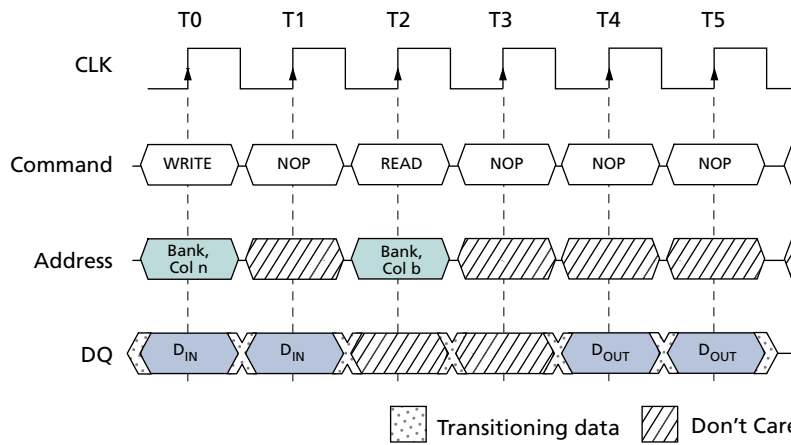 T0 T1 T2 T3 T4 T5
CLK
Command WRITE NOP READ NOP NOP NOP
Address Bank, Col n Bank, Col b
DQ DIN DIN DOUT DOUT
Transitioning data Don't Care